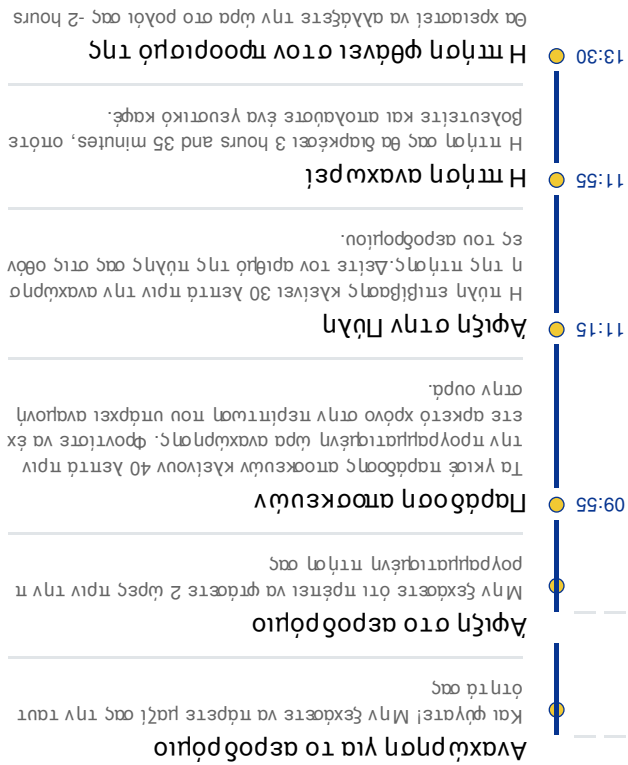 Αναχώρηση για το αεροδρόμιο
Και φύγατε! Μην ξεχάσετε να πάρετε μαζί σας την ταυτ
ότητά σας
Άφιξη στο αεροδρόμιο
Μην ξεχάσετε ότι πρέπει να φτάσετε 2 ώρες πριν την π
ρογραμματισμένη πτήση σας
09:55 Παράδοση αποσκευών
Τα γκισέ παράδοσης αποσκευών κλείνουν 40 λεπτά πριν
την προγραμματισμένη ώρα αναχώρησης. Φροντίστε να έχ
ετε αρκετό χρόνο στην περίπτωση που υπάρχει αναμονή
στην ουρά.
11:15 Άφιξη στην Πύλη
Η πύλη επιβίβασης κλείνει 30 λεπτά πριν την αναχώρησ
η της πτήσης.Δείτε τον αριθμό της πύλης σας στις οθόν
ες του αεροδρομίου.
11:55 Η πτήση αναχωρεί
Η πτήση σας θα διαρκέσει 3 hours and 35 minutes, οπότε
βολευτείτε και απολαύστε ένα γευστικό καφέ.
13:30 Η πτήση φθάνει στον προορισμό της
Θα χρειαστεί να αλλάξετε την ώρα στο ρολόι σας -2 hours